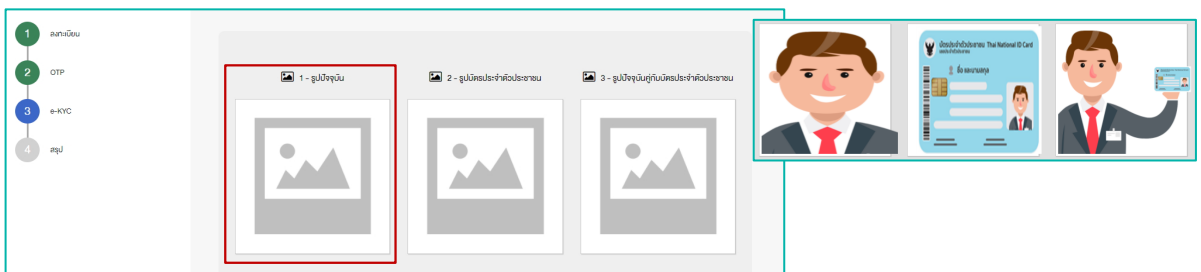 1 ลงทะเบียน
2 OTP
3 e-KYC
4 สรุป
1 - รูปปัจจุบัน
2 - รูปบัตรประจำตัวประชาชน
3 - รูปปัจจุบันคู่กับบัตรประจำตัวประชาชน
บัตรประจำตัวประชาชน Thai National ID Card
ชื่อ และนามสกุล